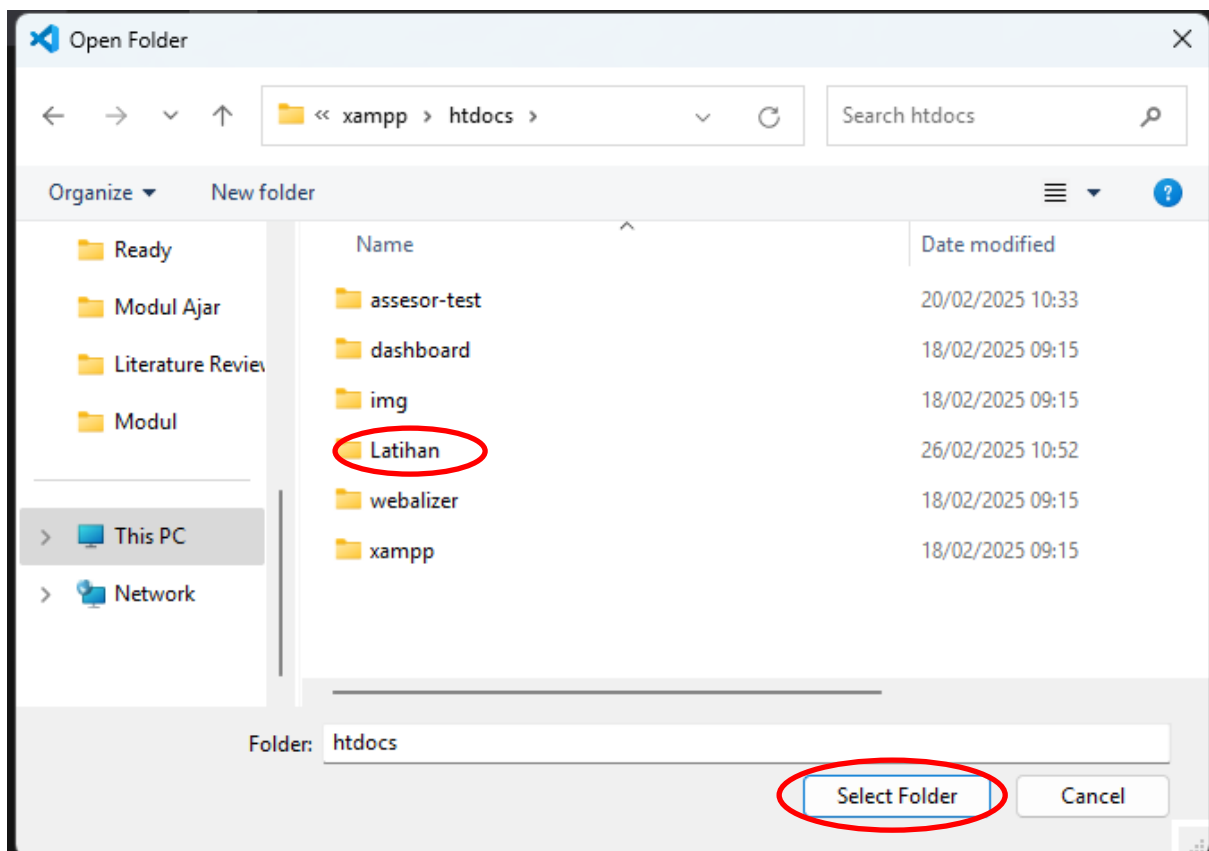 Open Folder
« xampp > htdocs >
Search htdocs
Organize
New folder
Ready
Modul Ajar
Literature Review
Modul
This PC
Network
Name
Date modified
assesor-test
20/02/2025 10:33
dashboard
18/02/2025 09:15
img
18/02/2025 09:15
Latihan
26/02/2025 10:52
webalizer
18/02/2025 09:15
xampp
18/02/2025 09:15
Folder: htdocs
Select Folder
Cancel